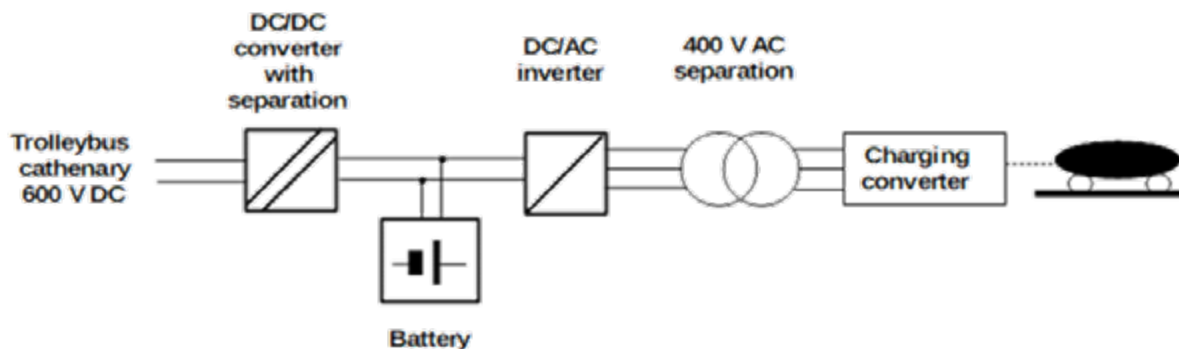 DC/DC
converter
with
separation
DC/AC
inverter
400 V AC
separation
Trolleybus
cathenary
600 V DC
Charging
converter
Battery